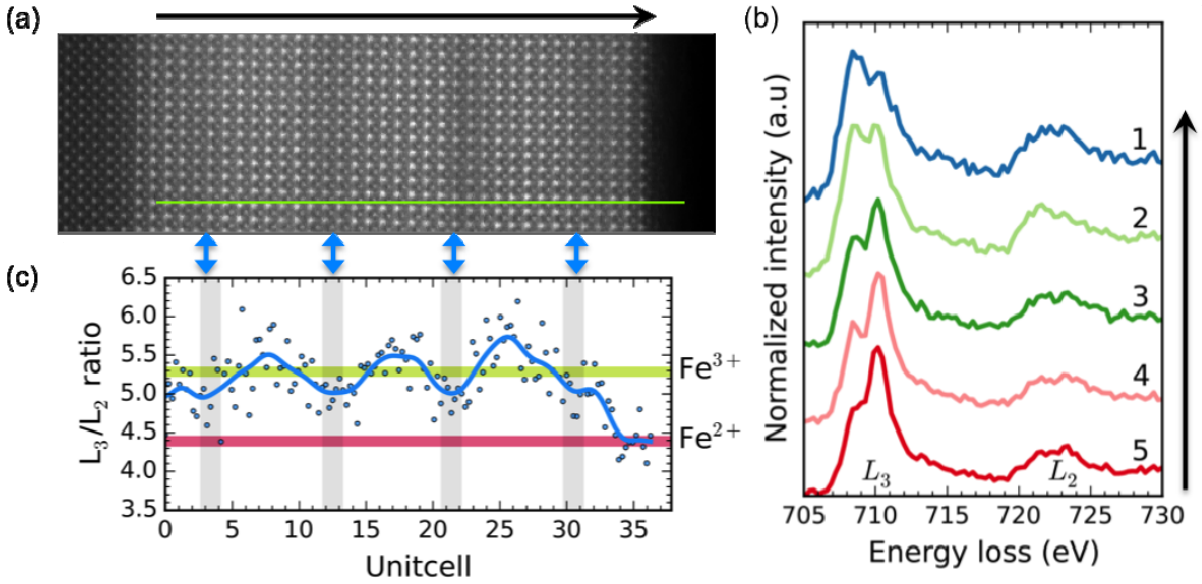 (a)
(b)
(c)
6.5
6.0
5.5
5.0
4.5
4.0
3.5
L₃/L₂ ratio
0 5 10 15 20 25 30 35
Unitcell
Fe³⁺
Fe²⁺
Normalized intensity (a.u)
1
2
3
4
5
L₃ L₂
705 710 715 720 725 730
Energy loss (eV)